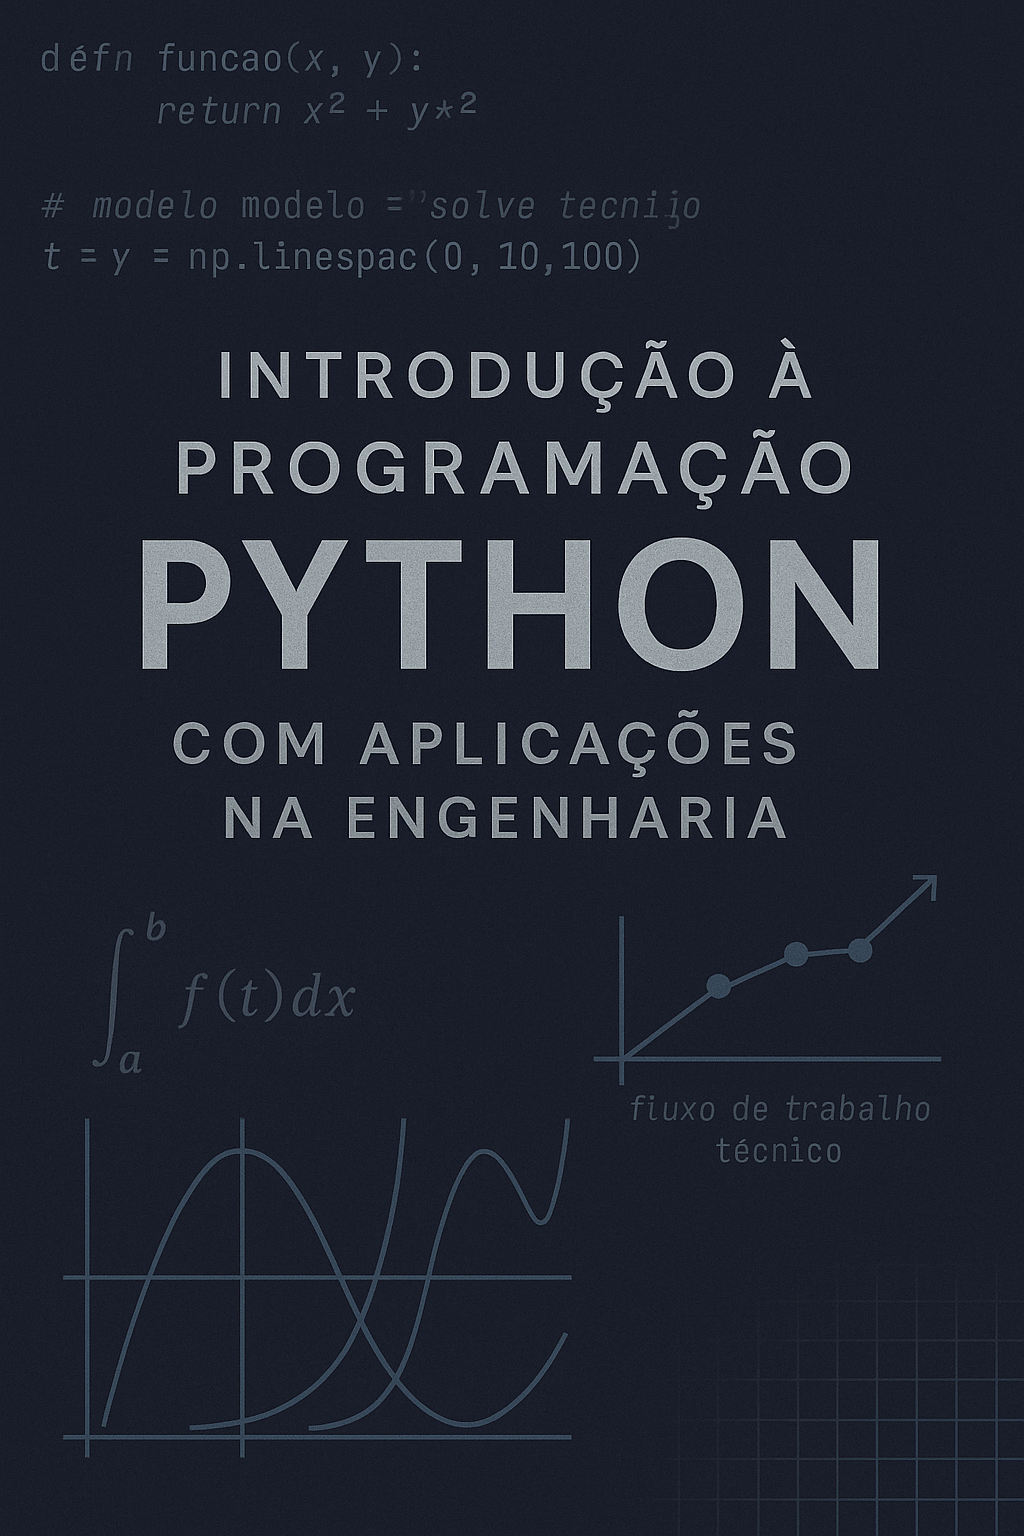 défn funcao(x, y):
return x² + y*²
# modelo modelo = "solve tecnijo
t = y = np.linespac(0, 10,100)
INTRODUÇÃO À
PROGRAMAÇÃO
PYTHON
COM APLICAÇÕES
NA ENGENHARIA
∫ₐᵇ f(t)dx
fiuxo de trabalho
técnico